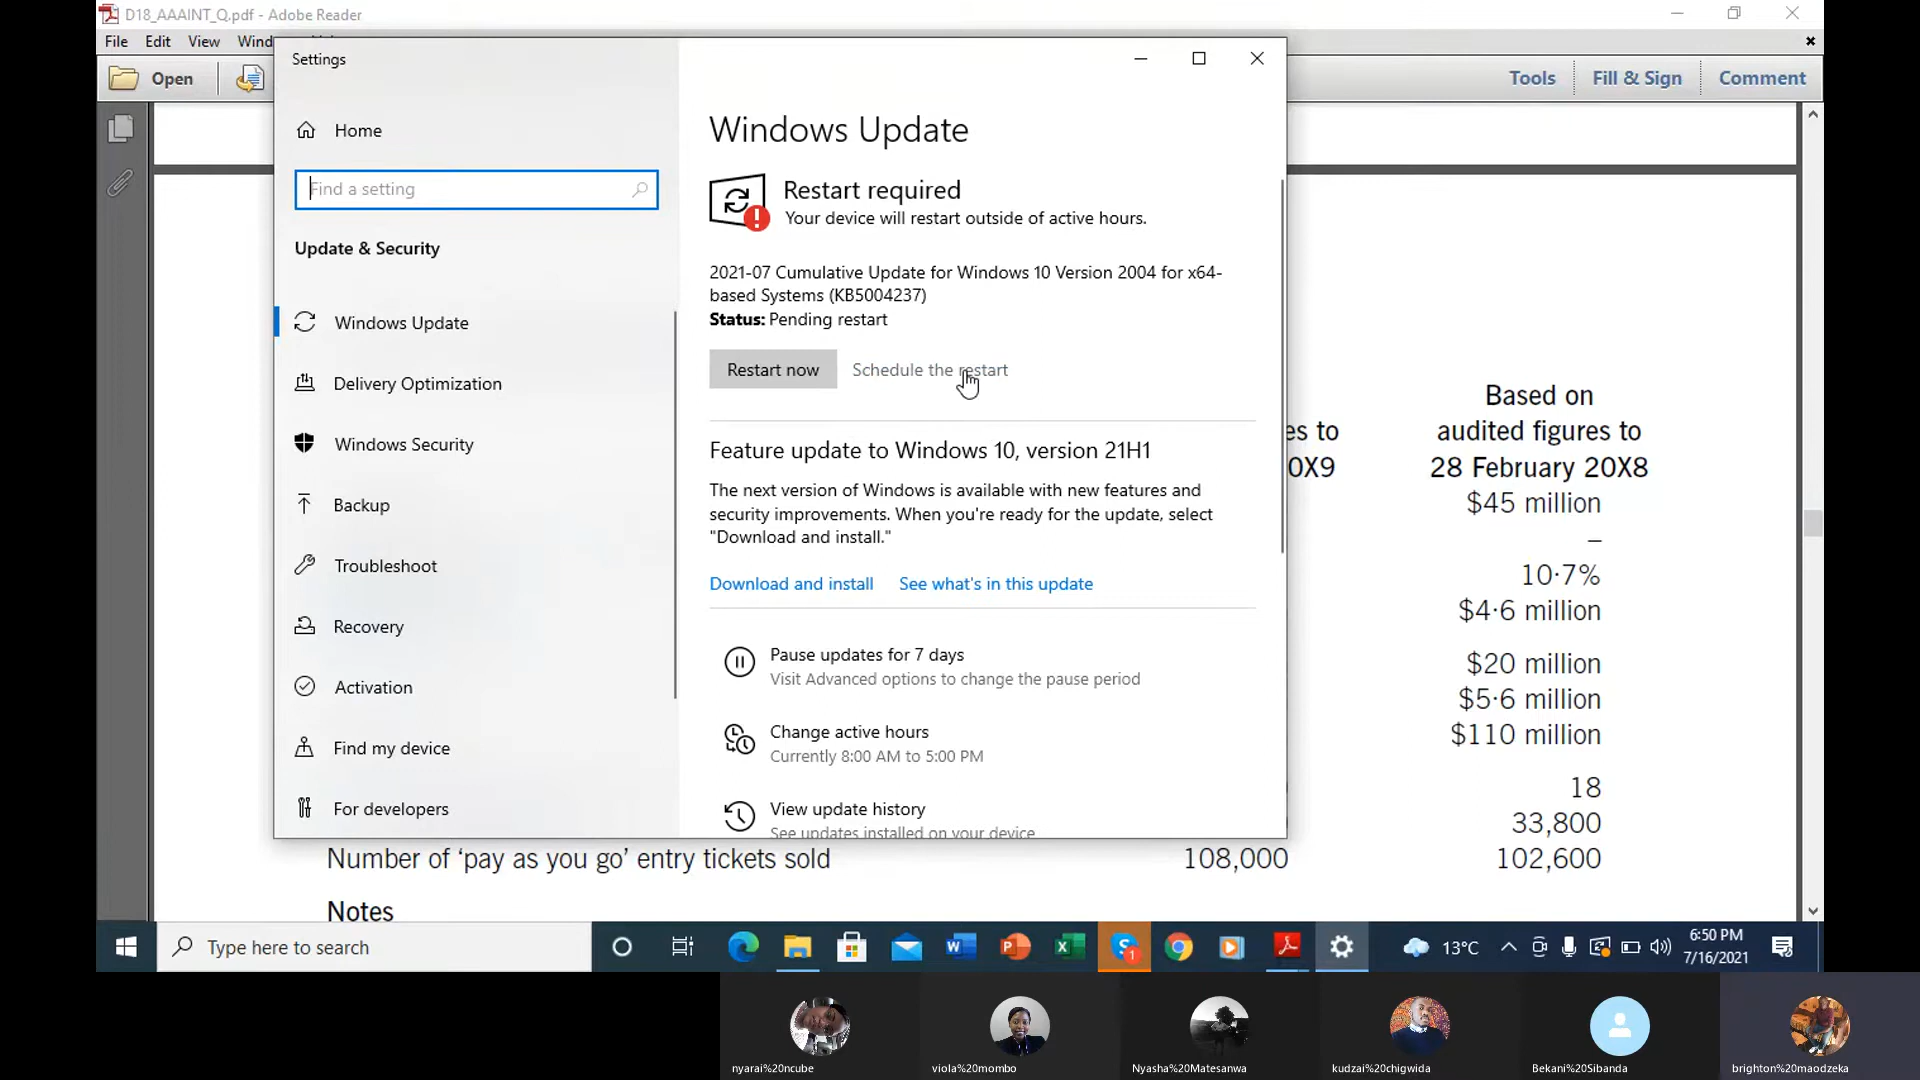 D18_AAAINT_Q.pdf - Adobe Reader
File Edit View Wind
Open
Tools Fill & Sign Comment
Settings
Home
Find a setting
Update & Security
Windows Update
Delivery Optimization
Windows Security
Backup
Troubleshoot
Recovery
Activation
Find my device
For developers
Windows Update
Restart required
Your device will restart outside of active hours.
2021-07 Cumulative Update for Windows 10 Version 2004 for x64-
based Systems (KB5004237)
Status: Pending restart
Restart now Schedule the restart
Feature update to Windows 10, version 21H1
The next version of Windows is available with new features and
security improvements. When you're ready for the update, select
"Download and install."
Download and install See what's in this update
Pause updates for 7 days
Visit Advanced options to change the pause period
Change active hours
Currently 8:00 AM to 5:00 PM
View update history
See updates installed on your device
Based on
es to audited figures to
0X9 28 February 20X8
$45 million
–
10·7%
$4·6 million
$20 million
$5·6 million
$110 million
18
33,800
Number of ‘pay as you go’ entry tickets sold 108,000 102,600
Notes
Type here to search
1
13°C
6:50 PM
7/16/2021
nyarai%20ncube
viola%20mombo
Nyasha%20Matesanwa
kudzai%20chigwida
Bekani%20Sibanda
brighton%20maodzeka